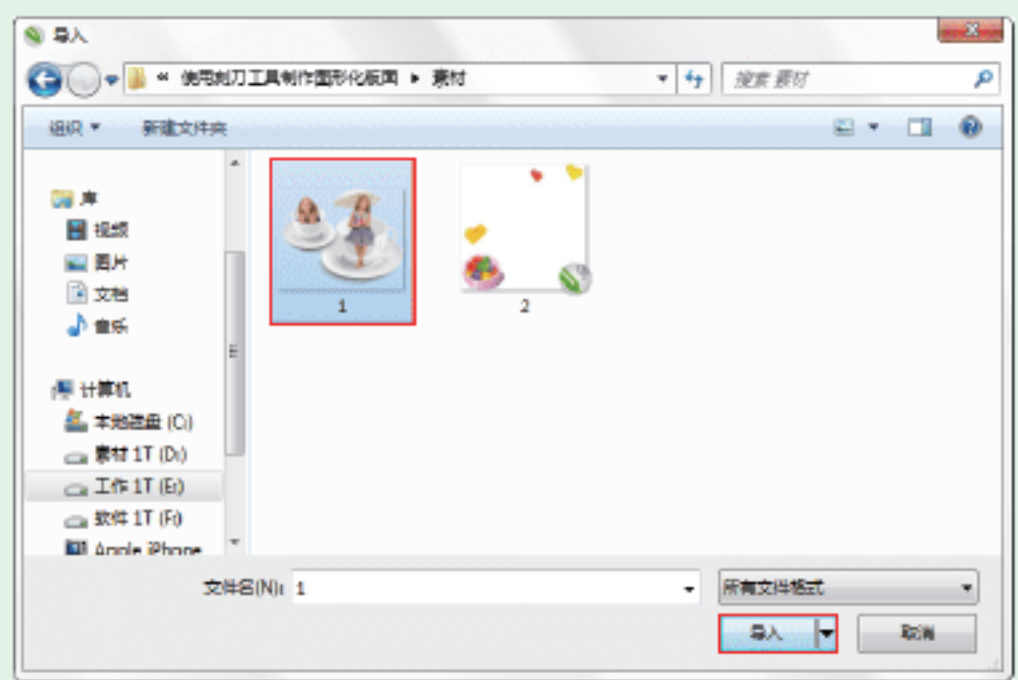 导入
« 使用刻刀工具制作图形化版面 ▸ 素材
搜索 素材
组织 新建文件夹
库
视频
图片
文档
音乐
计算机
本地磁盘 (C:)
素材 1T (D:)
工作 1T (E:)
软件 1T (F:)
Apple iPhone
1
2
文件名(N): 1
所有文件格式
导入 取消